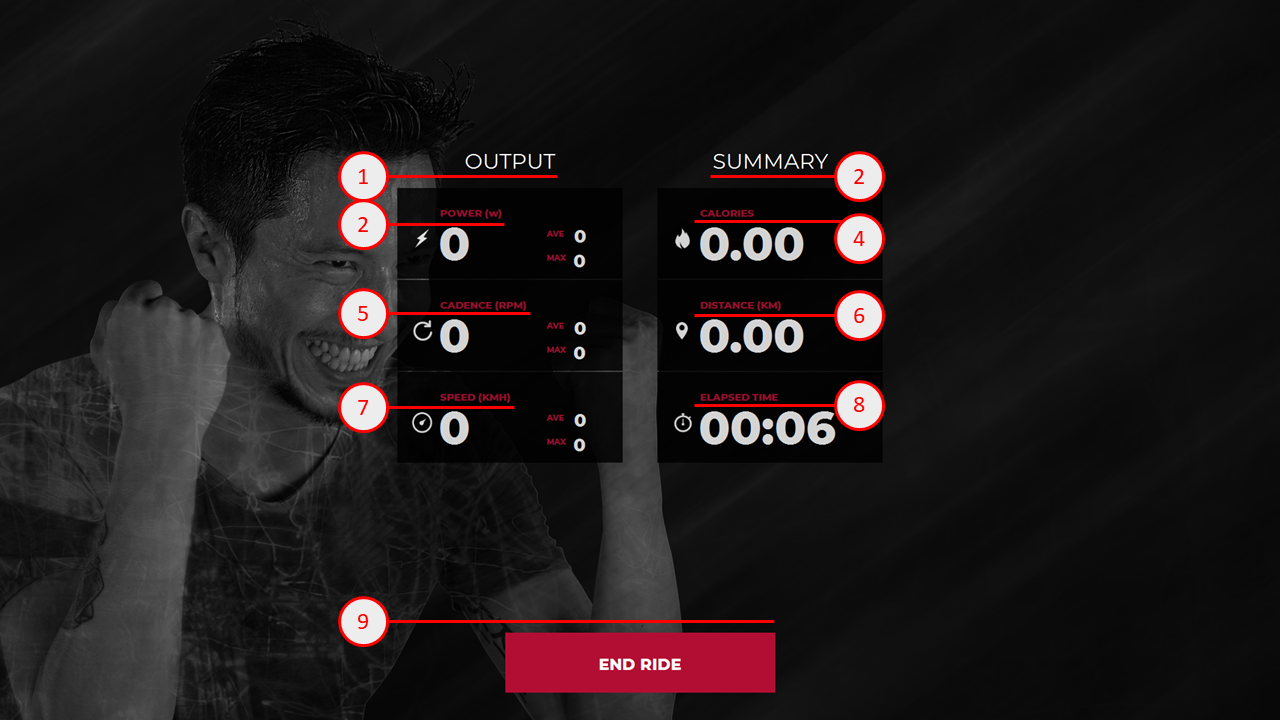 OUTPUT
SUMMARY
1
2
2
POWER (w)
0
AVE 0
MAX 0
CALORIES
0.00
4
5
CADENCE (RPM)
0
AVE 0
MAX 0
DISTANCE (KM)
0.00
6
7
SPEED (KMH)
0
AVE 0
MAX 0
ELAPSED TIME
00:06
8
9
END RIDE